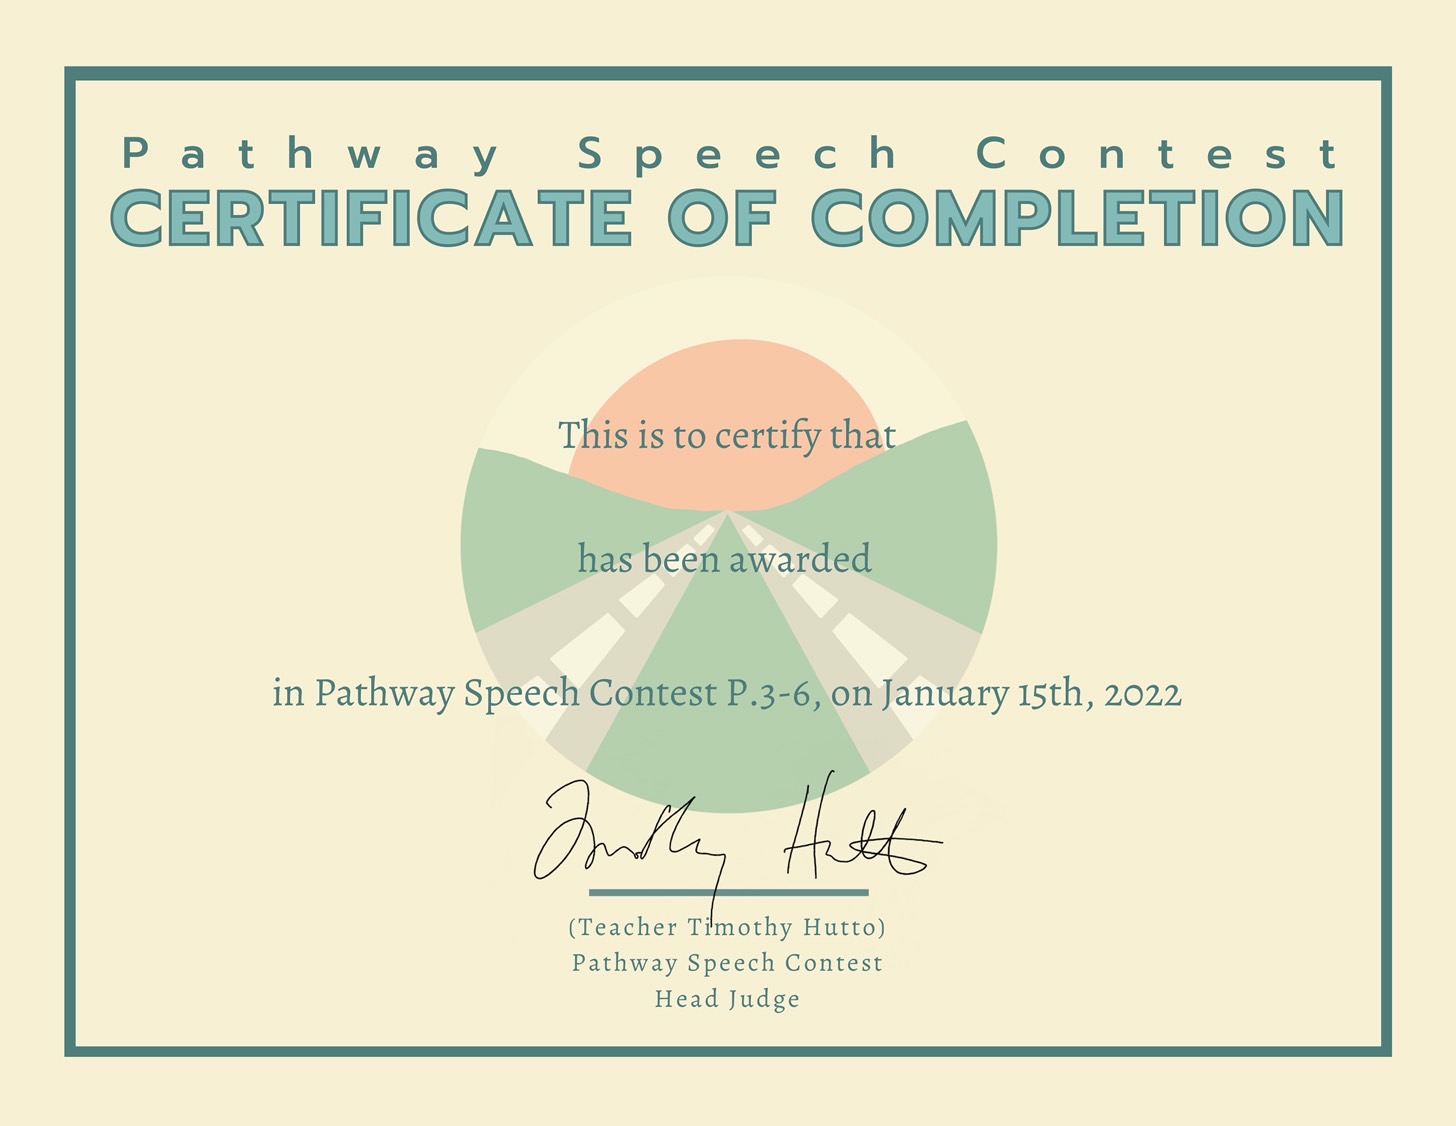 Pathway Speech Contest
CERTIFICATE OF COMPLETION
This is to certify that
has been awarded
in Pathway Speech Contest P.3-6, on January 15th, 2022
Timothy Hutto
(Teacher Timothy Hutto)
Pathway Speech Contest
Head Judge